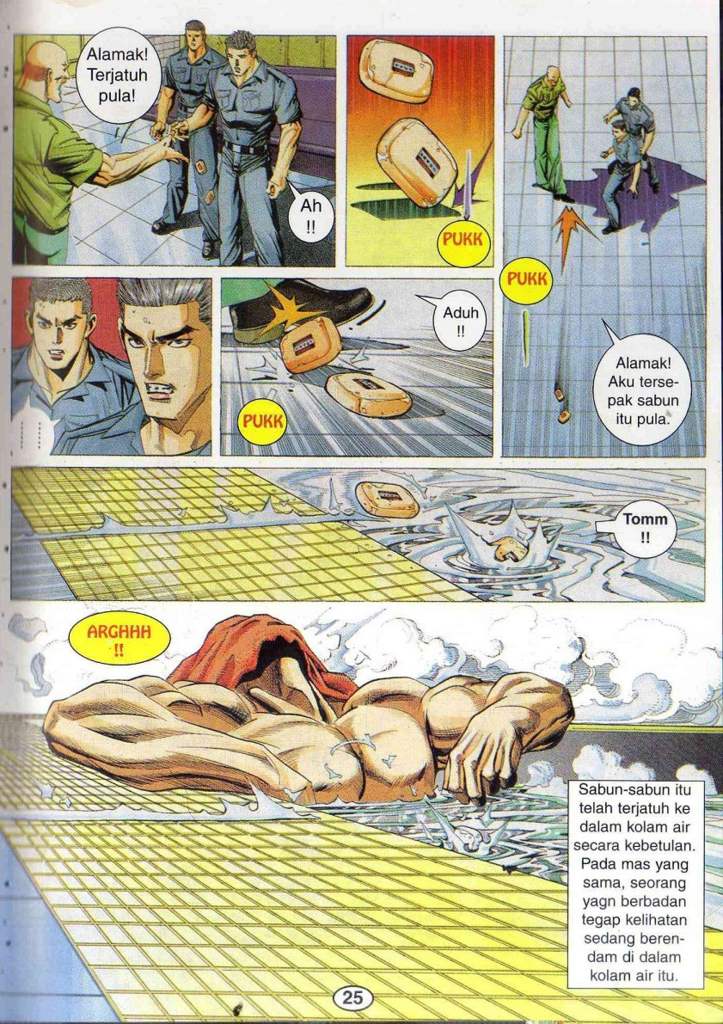 Alamak!
Terjatuh
pula!
Ah
!!
PUKK
PUKK
Alamak!
Aku terse-
pak sabun
itu pula.
Aduh
!!
PUKK
Tomm
!!
ARGHHH
!!
Sabun-sabun itu
telah terjatuh ke
dalam kolam air
secara kebetulan.
Pada mas yang
sama, seorang
yagn berbadan
tegap kelihatan
sedang beren-
dam di dalam
kolam air itu.
25